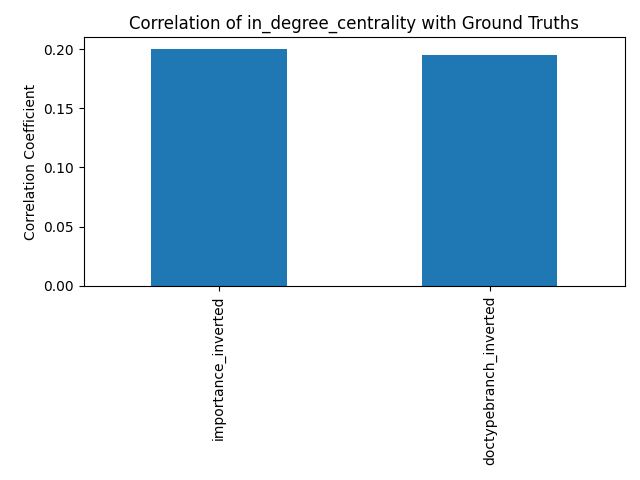 Correlation of in_degree_centrality with Ground Truths
Correlation Coefficient
0.20
0.15
0.10
0.05
0.00
importance_inverted
doctypebranch_inverted